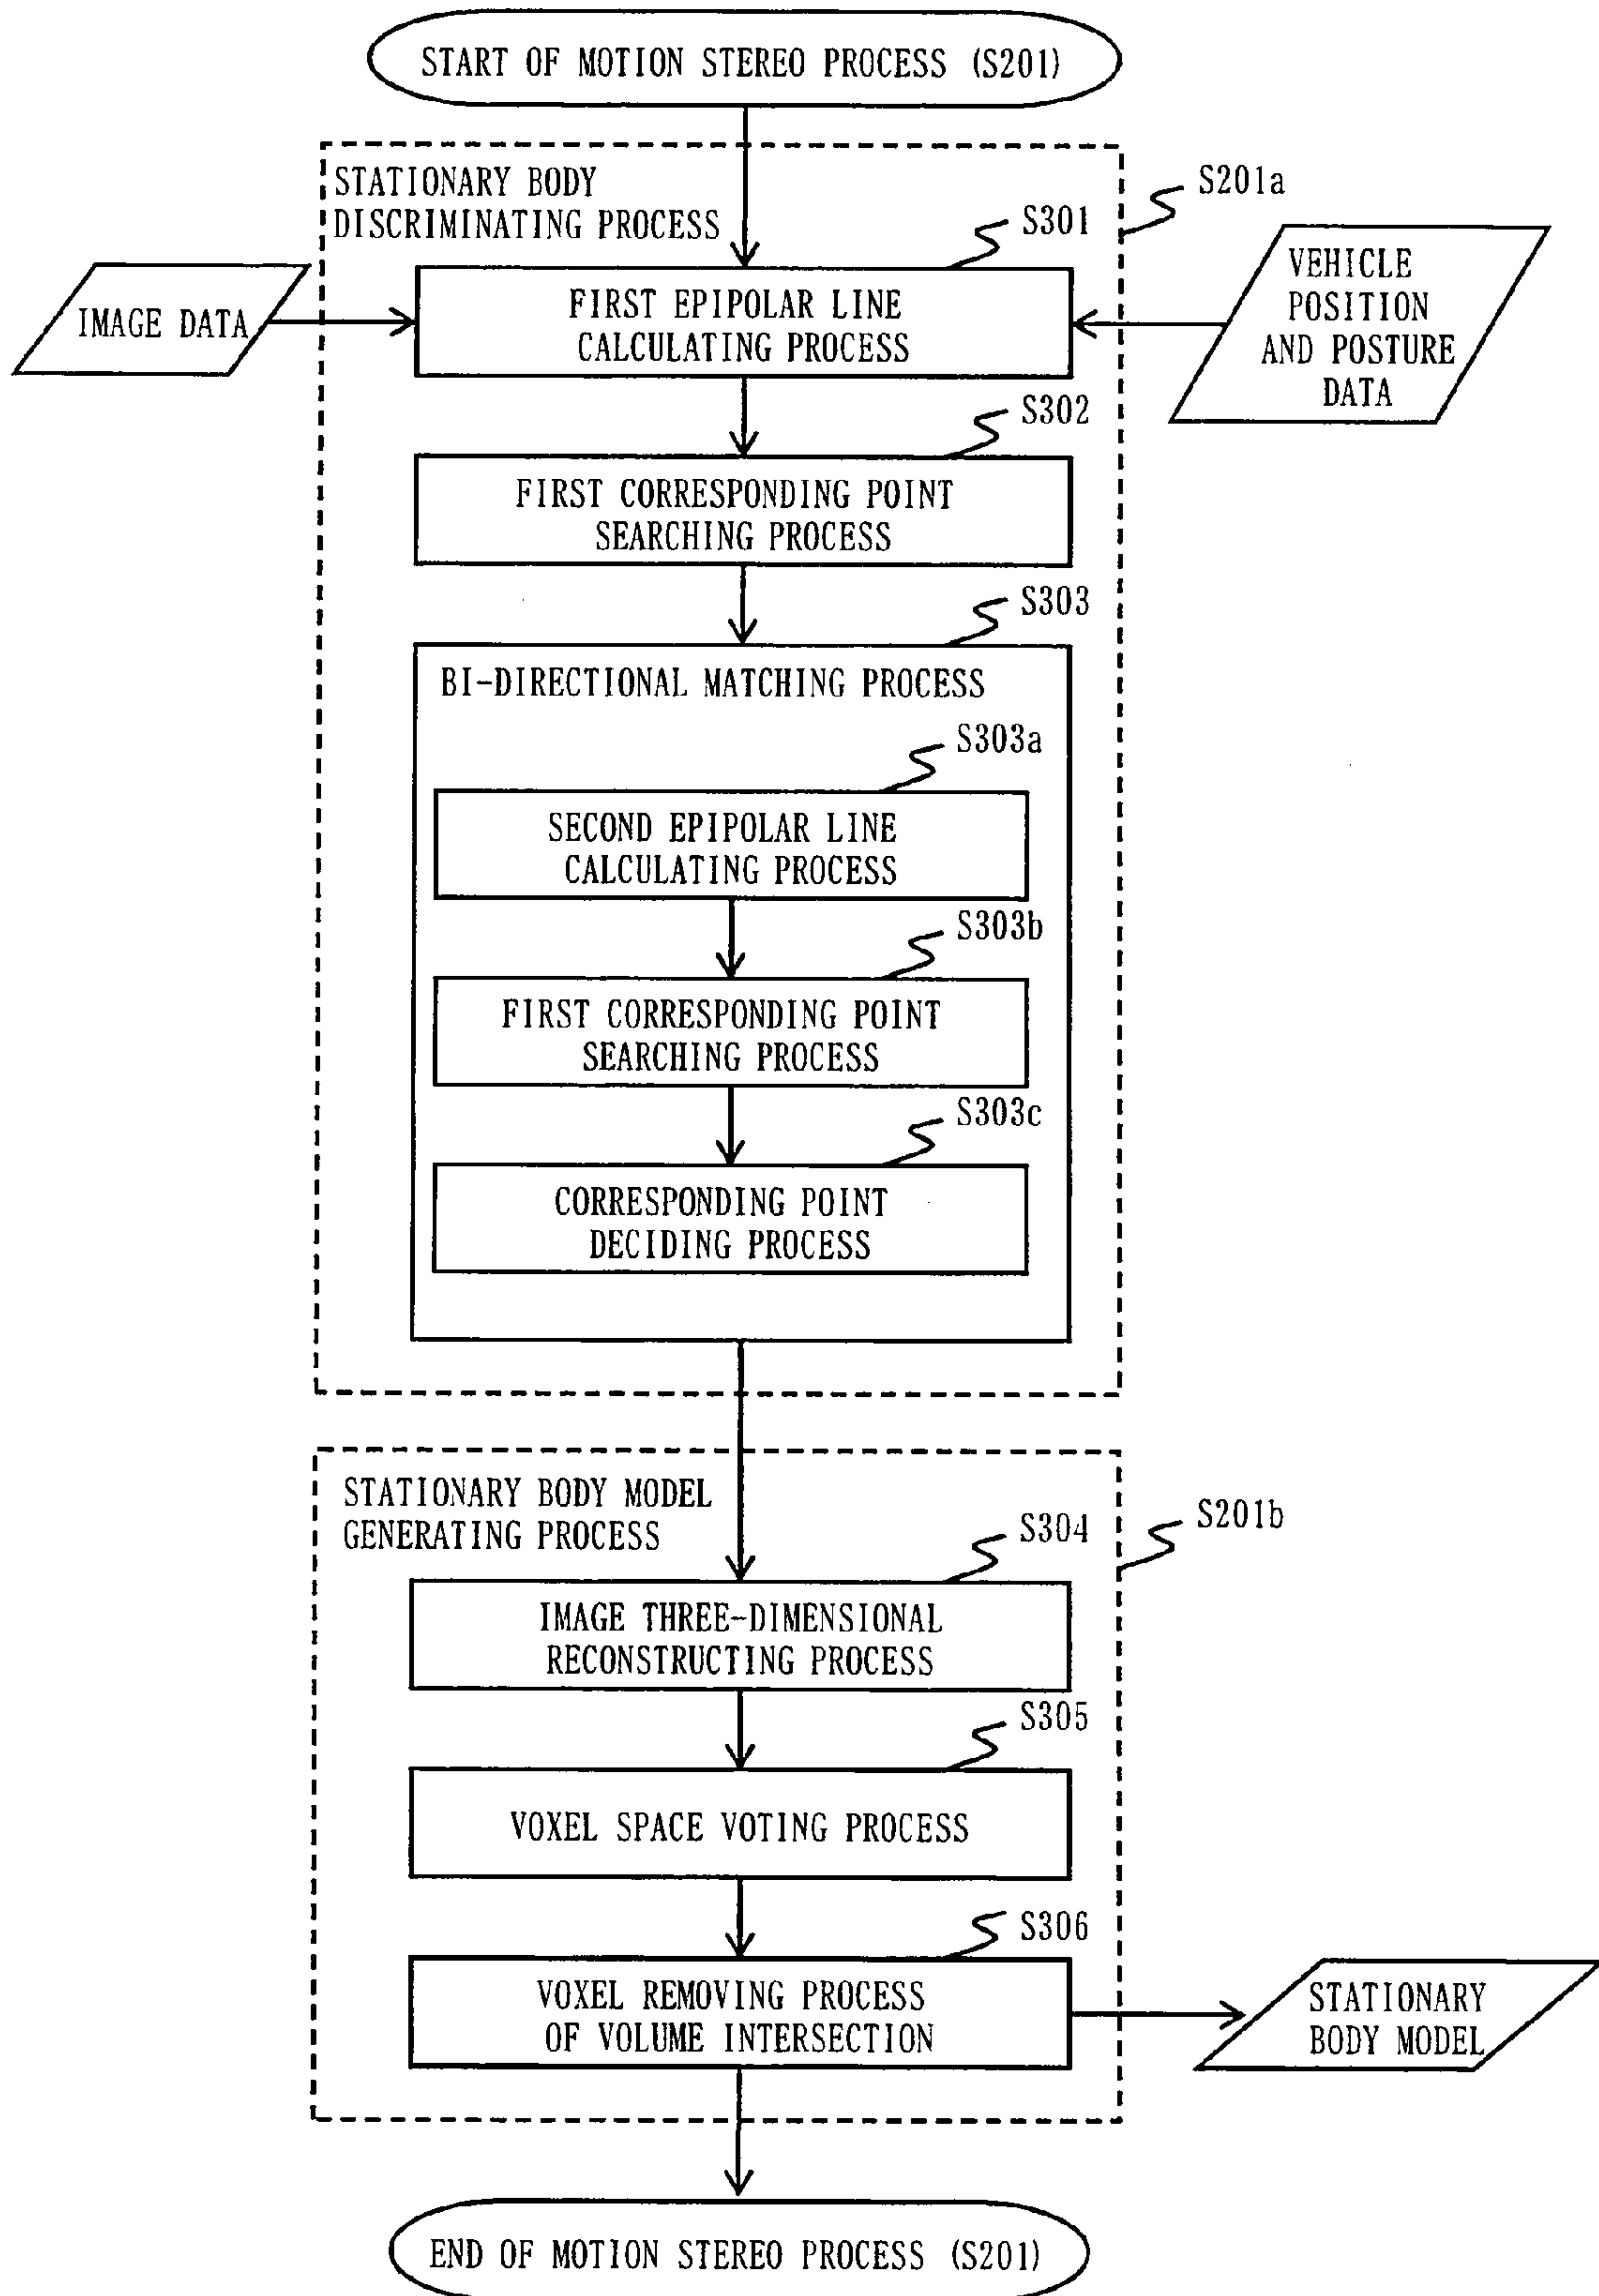 START OF MOTION STEREO PROCESS (S201)
STATIONARY BODY
DISCRIMINATING PROCESS
S201a
S301
IMAGE DATA
FIRST EPIPOLAR LINE
CALCULATING PROCESS
VEHICLE
POSITION
AND POSTURE
DATA
S302
FIRST CORRESPONDING POINT
SEARCHING PROCESS
S303
BI-DIRECTIONAL MATCHING PROCESS
S303a
SECOND EPIPOLAR LINE
CALCULATING PROCESS
S303b
FIRST CORRESPONDING POINT
SEARCHING PROCESS
S303c
CORRESPONDING POINT
DECIDING PROCESS
STATIONARY BODY MODEL
GENERATING PROCESS
S201b
S304
IMAGE THREE-DIMENSIONAL
RECONSTRUCTING PROCESS
S305
VOXEL SPACE VOTING PROCESS
S306
VOXEL REMOVING PROCESS
OF VOLUME INTERSECTION
STATIONARY
BODY MODEL
END OF MOTION STEREO PROCESS (S201)